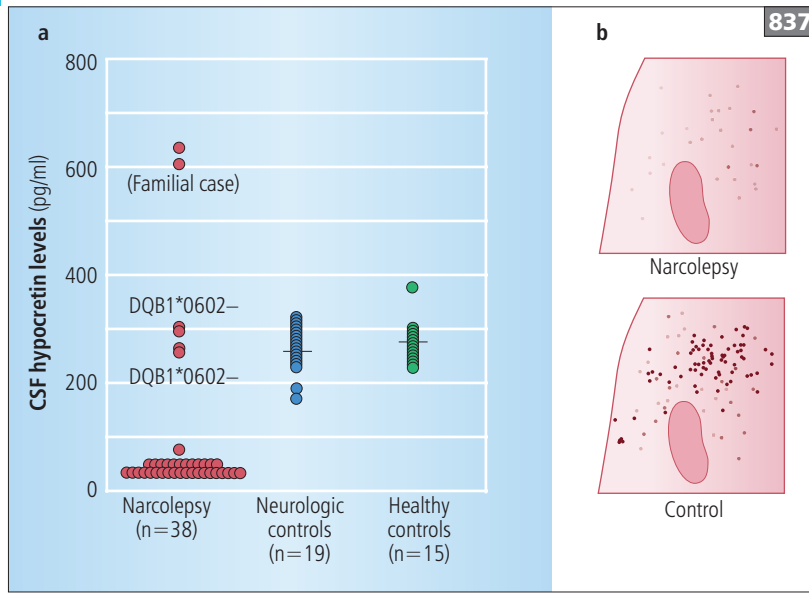 837
a
b
CSF hypocretin levels (pg/ml)
800
600
400
200
0
(Familial case)
DQB1*0602–
DQB1*0602–
Narcolepsy
(n=38)
Neurologic
controls
(n=19)
Healthy
controls
(n=15)
Narcolepsy
Control